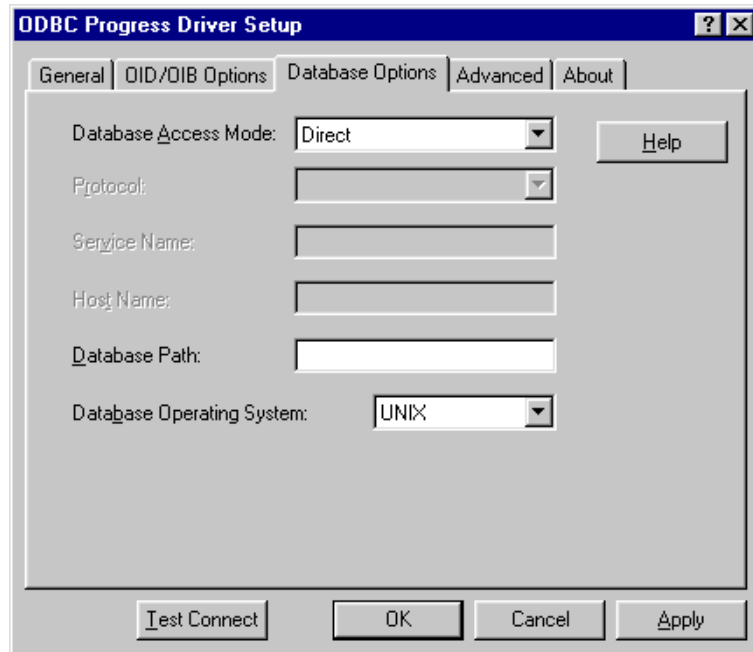 ODBC Progress Driver Setup
General OID/OIB Options Database Options Advanced About
Database Access Mode: Direct Help
Protocol:
Service Name:
Host Name:
Database Path:
Database Operating System: UNIX
Test Connect OK Cancel Apply